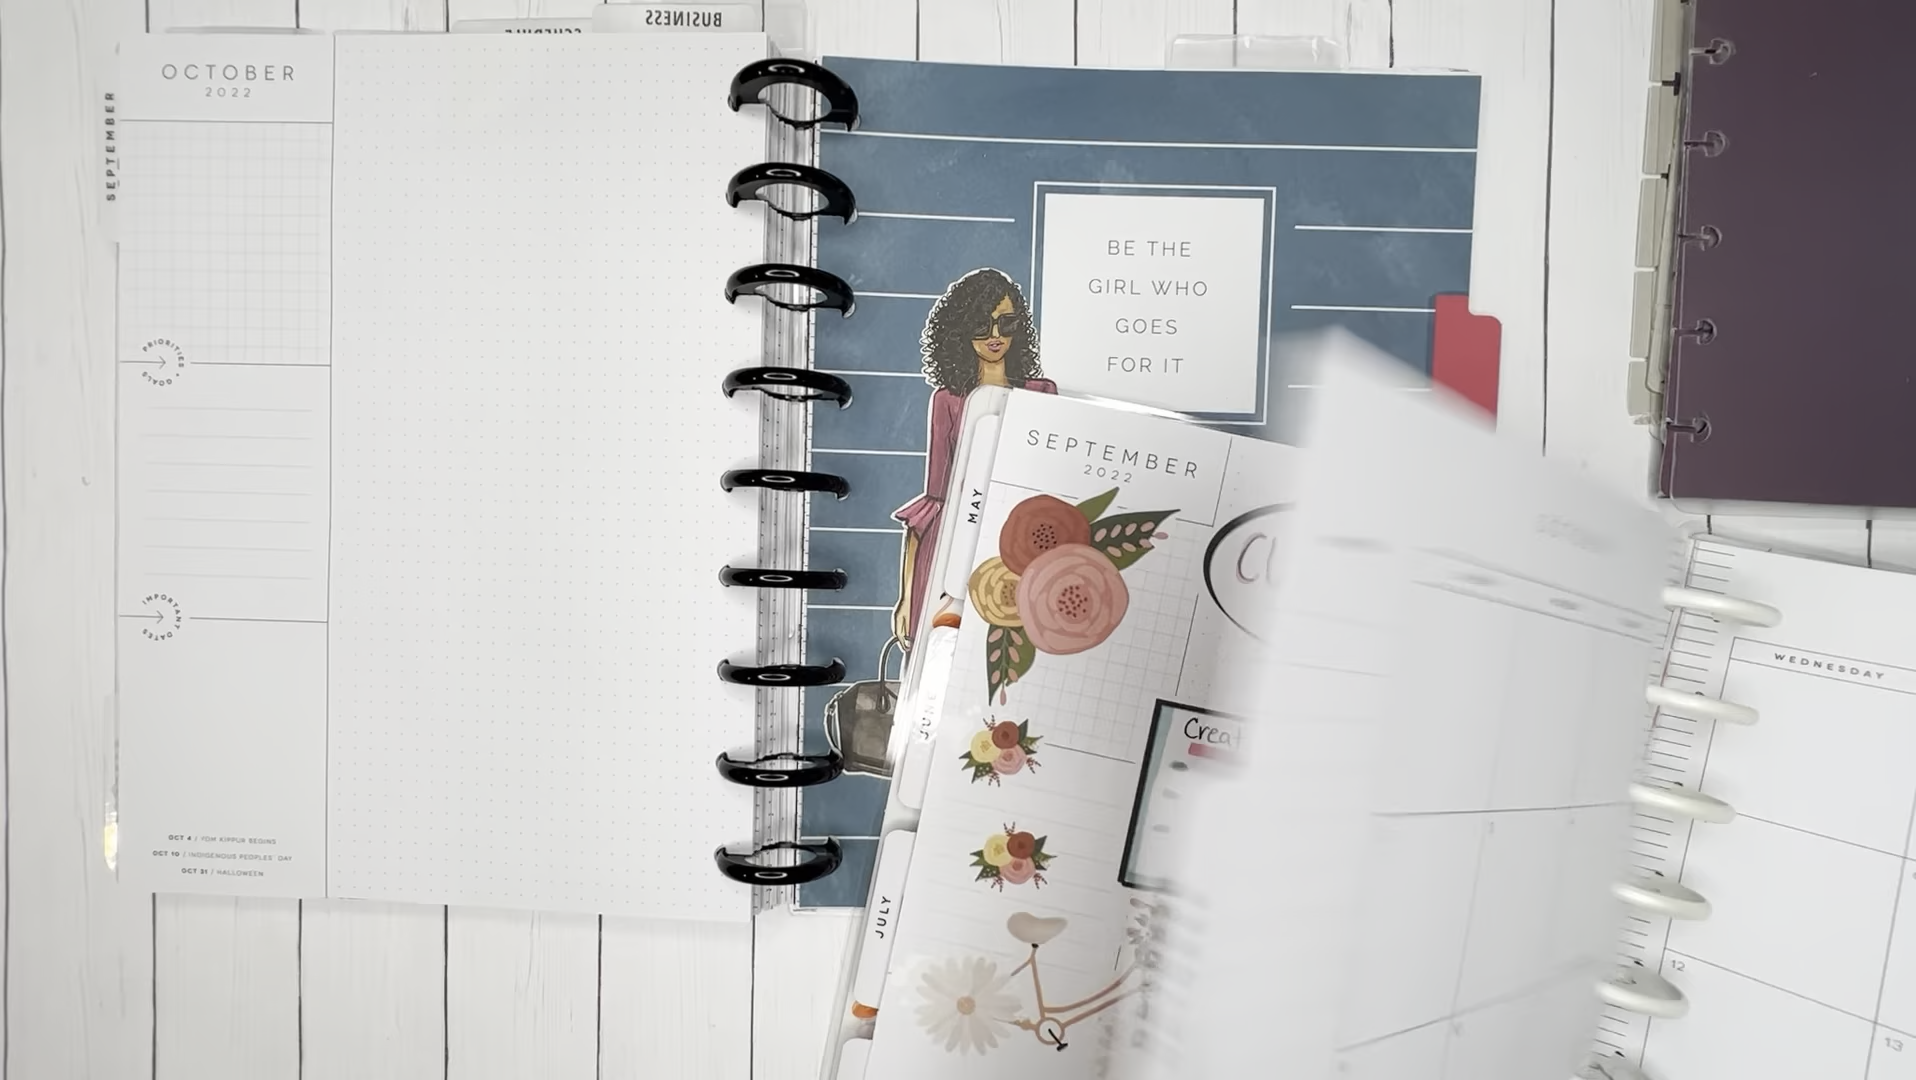 BUSINESS
SCHEDULE
SEPTEMBER
OCTOBER
2022
PRIORITIES + GOALS
IMPORTANT DATES
OCT 4 / YOM KIPPUR BEGINS
OCT 10 / INDIGENOUS PEOPLES' DAY
OCT 31 / HALLOWEEN
BE THE
GIRL WHO
GOES
FOR IT
MAY
JUNE
JULY
SEPTEMBER
2022
WEDNESDAY
12
13